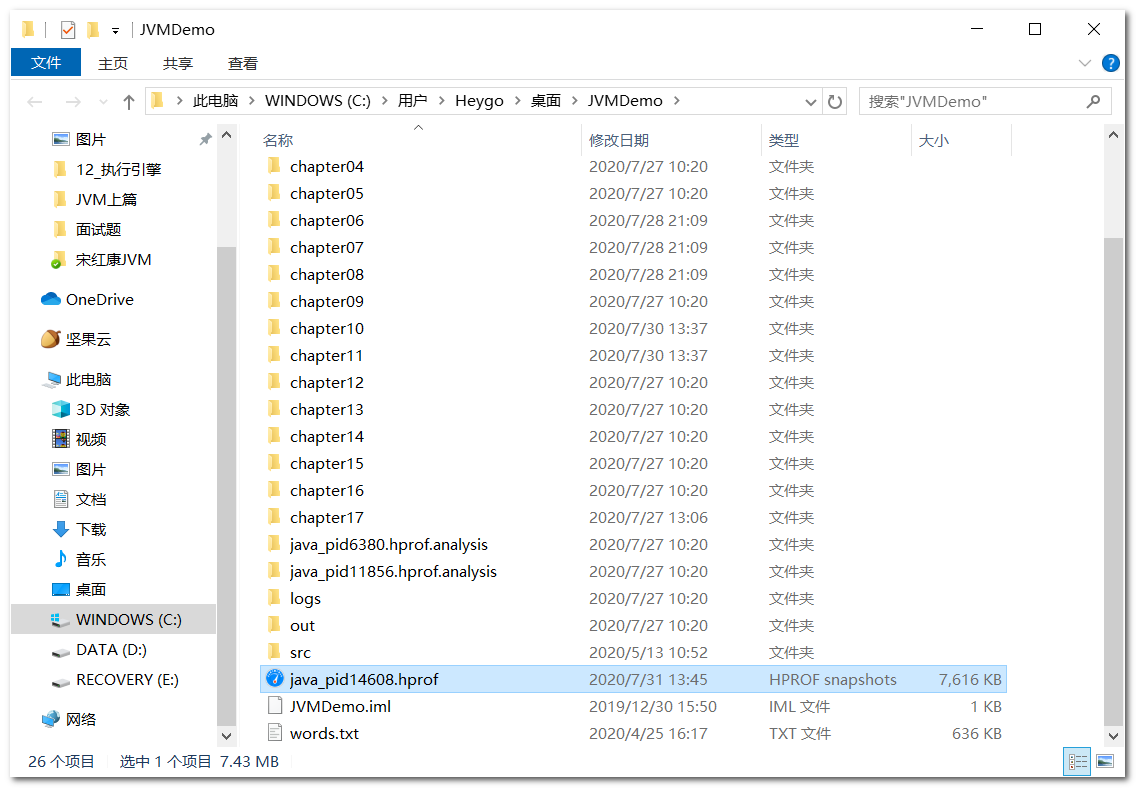 JVMDemo
文件 主页 共享 查看
此电脑 WINDOWS (C:) 用户 Heygo 桌面 JVMDemo
搜索"JVMDemo"
图片
12_执行引擎
JVM上篇
面试题
宋红康JVM
OneDrive
坚果云
此电脑
3D 对象
视频
图片
文档
下载
音乐
桌面
WINDOWS (C:)
DATA (D:)
RECOVERY (E:)
网络
名称 修改日期 类型 大小
chapter04 2020/7/27 10:20 文件夹
chapter05 2020/7/27 10:20 文件夹
chapter06 2020/7/28 21:09 文件夹
chapter07 2020/7/28 21:09 文件夹
chapter08 2020/7/28 21:09 文件夹
chapter09 2020/7/27 10:20 文件夹
chapter10 2020/7/30 13:37 文件夹
chapter11 2020/7/30 13:37 文件夹
chapter12 2020/7/27 10:20 文件夹
chapter13 2020/7/27 10:20 文件夹
chapter14 2020/7/27 10:20 文件夹
chapter15 2020/7/27 10:20 文件夹
chapter16 2020/7/27 10:20 文件夹
chapter17 2020/7/27 13:06 文件夹
java_pid6380.hprof.analysis 2020/7/27 10:20 文件夹
java_pid11856.hprof.analysis 2020/7/27 10:20 文件夹
logs 2020/7/27 10:20 文件夹
out 2020/7/27 10:20 文件夹
src 2020/5/13 10:52 文件夹
java_pid14608.hprof 2020/7/31 13:45 HPROF snapshots 7,616 KB
JVMDemo.iml 2019/12/30 15:50 IML 文件 1 KB
words.txt 2020/4/25 16:17 TXT 文件 636 KB
26 个项目 选中 1 个项目 7.43 MB